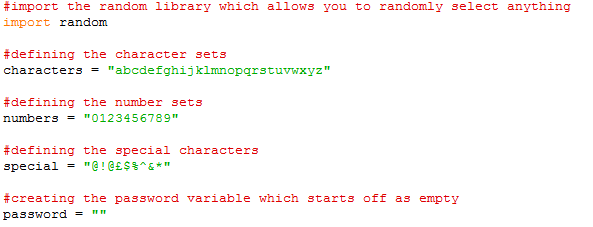 #import the random library which allows you to randomly select anything
import random
#defining the character sets
characters = "abcdefghijklmnopqrstuvwxyz"
#defining the number sets
numbers = "0123456789"
#defining the special characters
special = "@!@£$%^&*"
#creating the password variable which starts off as empty
password = ""